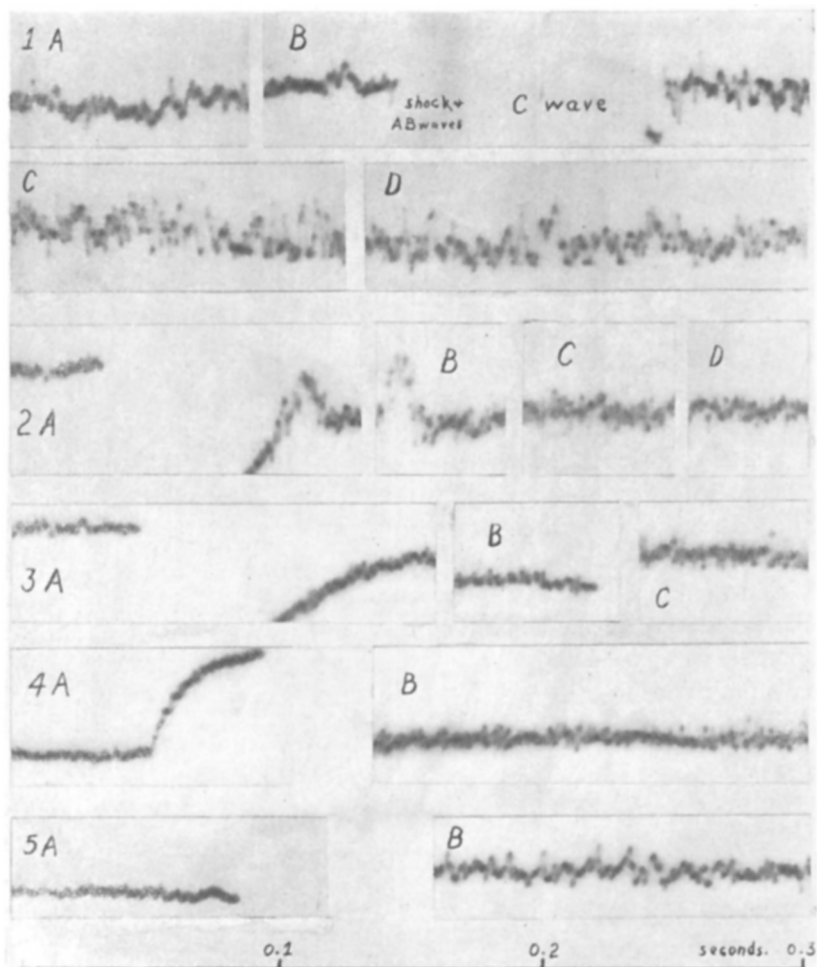 1 A
B
shock +
AB waves
C wave
C
D
2 A
B
C
D
3 A
B
C
4 A
B
5 A
B
0.1
0.2
seconds.
0.3